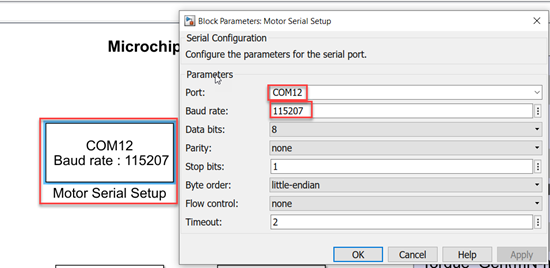 Microchip
COM12
Baud rate : 115207
Motor Serial Setup
Block Parameters: Motor Serial Setup
Serial Configuration
Configure the parameters for the serial port.
Parameters
Port: COM12
Baud rate: 115207
Data bits: 8
Parity: none
Stop bits: 1
Byte order: little-endian
Flow control: none
Timeout: 2
OK Cancel Help Apply